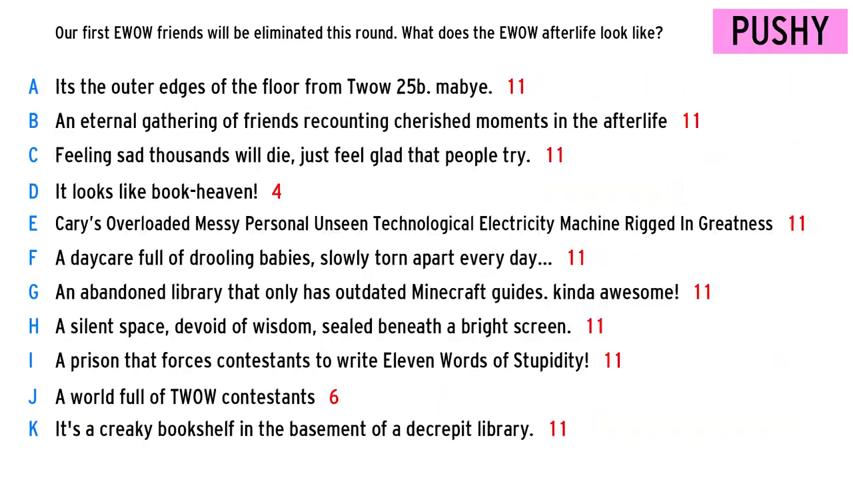 Our first EWOW friends will be eliminated this round. What does the EWOW afterlife look like?
PUSHY
A Its the outer edges of the floor from Twow 25b. mabye. 11
B An eternal gathering of friends recounting cherished moments in the afterlife 11
C Feeling sad thousands will die, just feel glad that people try. 11
D It looks like book-heaven! 4
E Cary's Overloaded Messy Personal Unseen Technological Electricity Machine Rigged In Greatness 11
F A daycare full of drooling babies, slowly torn apart every day... 11
G An abandoned library that only has outdated Minecraft guides. kinda awesome! 11
H A silent space, devoid of wisdom, sealed beneath a bright screen. 11
I A prison that forces contestants to write Eleven Words of Stupidity! 11
J A world full of TWOW contestants 6
K It's a creaky bookshelf in the basement of a decrepit library. 11